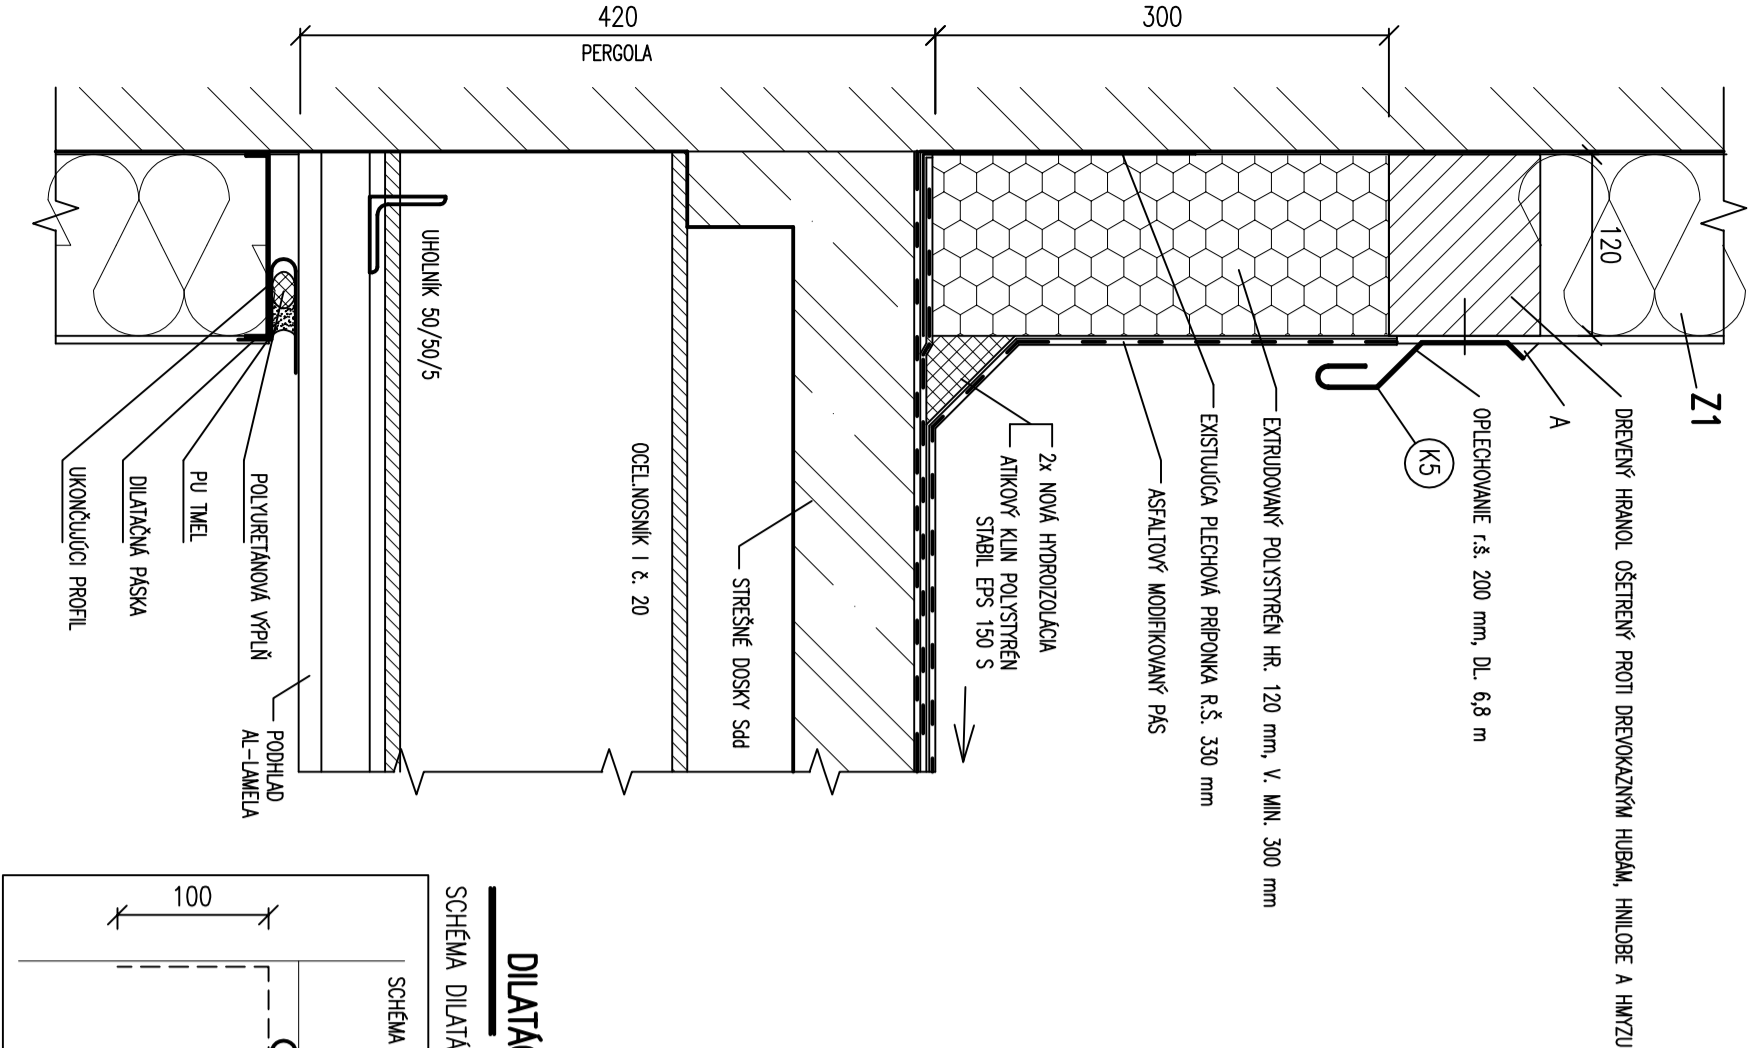 420
PERGOLA
300
120
Z1
DREVENÝ HRANOL OŠETRENÝ PROTI DREVOKAZNÝM HUBÁM, HNILOBE A HMYZU
A
OPLECHOVANIE r.š. 200 mm, DL. 6,8 m
K5
EXTRUDOVANÝ POLYSTYRÉN HR. 120 mm, V. MIN. 300 mm
EXISTUJÚCA PLECHOVÁ PRÍPONKA R.Š. 330 mm
ASFALTOVÝ MODIFIKOVANÝ PÁS
2x NOVÁ HYDROIZOLÁCIA
ATIKOVÝ KLIN POLYSTYRÉN
STABIL EPS 150 S
STREŠNÉ DOSKY Sdd
OCEL.NOSNÍK I č. 20
UHOLNÍK 50/50/5
PODHLAD
AL-LAMELA
POLYURETÁNOVÁ VÝPLŇ
PU TMEL
DILATAČNÁ PÁSKA
UKONČUJÚCI PROFIL
DILATÁC
SCHÉMA DILATÁ
SCHÉMA
100